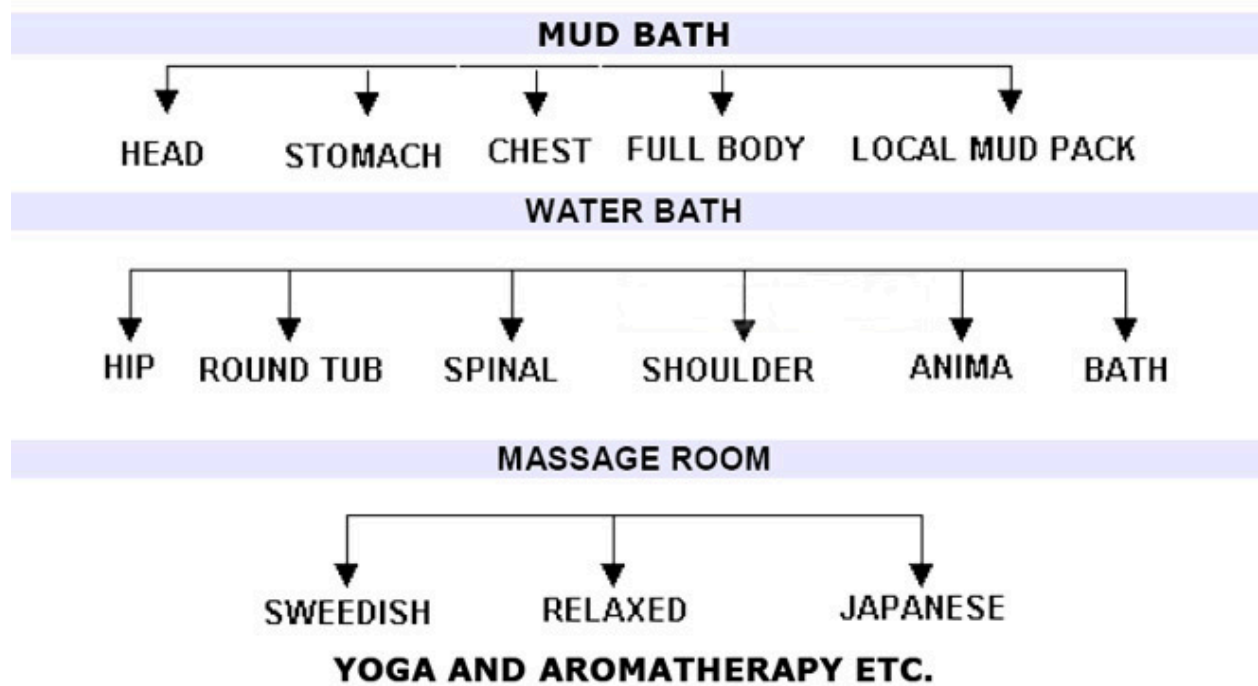 MUD BATH
HEAD STOMACH CHEST FULL BODY LOCAL MUD PACK
WATER BATH
HIP ROUND TUB SPINAL SHOULDER ANIMA BATH
MASSAGE ROOM
SWEEDISH RELAXED JAPANESE
YOGA AND AROMATHERAPY ETC.